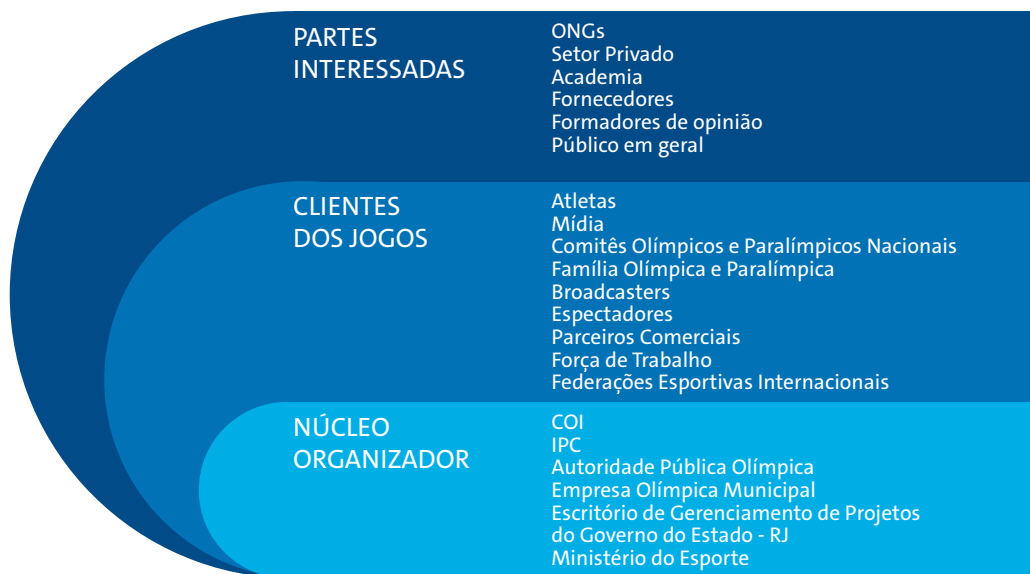 PARTES
INTERESSADAS
ONGs
Setor Privado
Academia
Fornecedores
Formadores de opinião
Público em geral
CLIENTES
DOS JOGOS
Atletas
Mídia
Comitês Olímpicos e Paralímpicos Nacionais
Família Olímpica e Paralímpica
Broadcasters
Espectadores
Parceiros Comerciais
Força de Trabalho
Federações Esportivas Internacionais
NÚCLEO
ORGANIZADOR
COI
IPC
Autoridade Pública Olímpica
Empresa Olímpica Municipal
Escritório de Gerenciamento de Projetos
do Governo do Estado - RJ
Ministério do Esporte